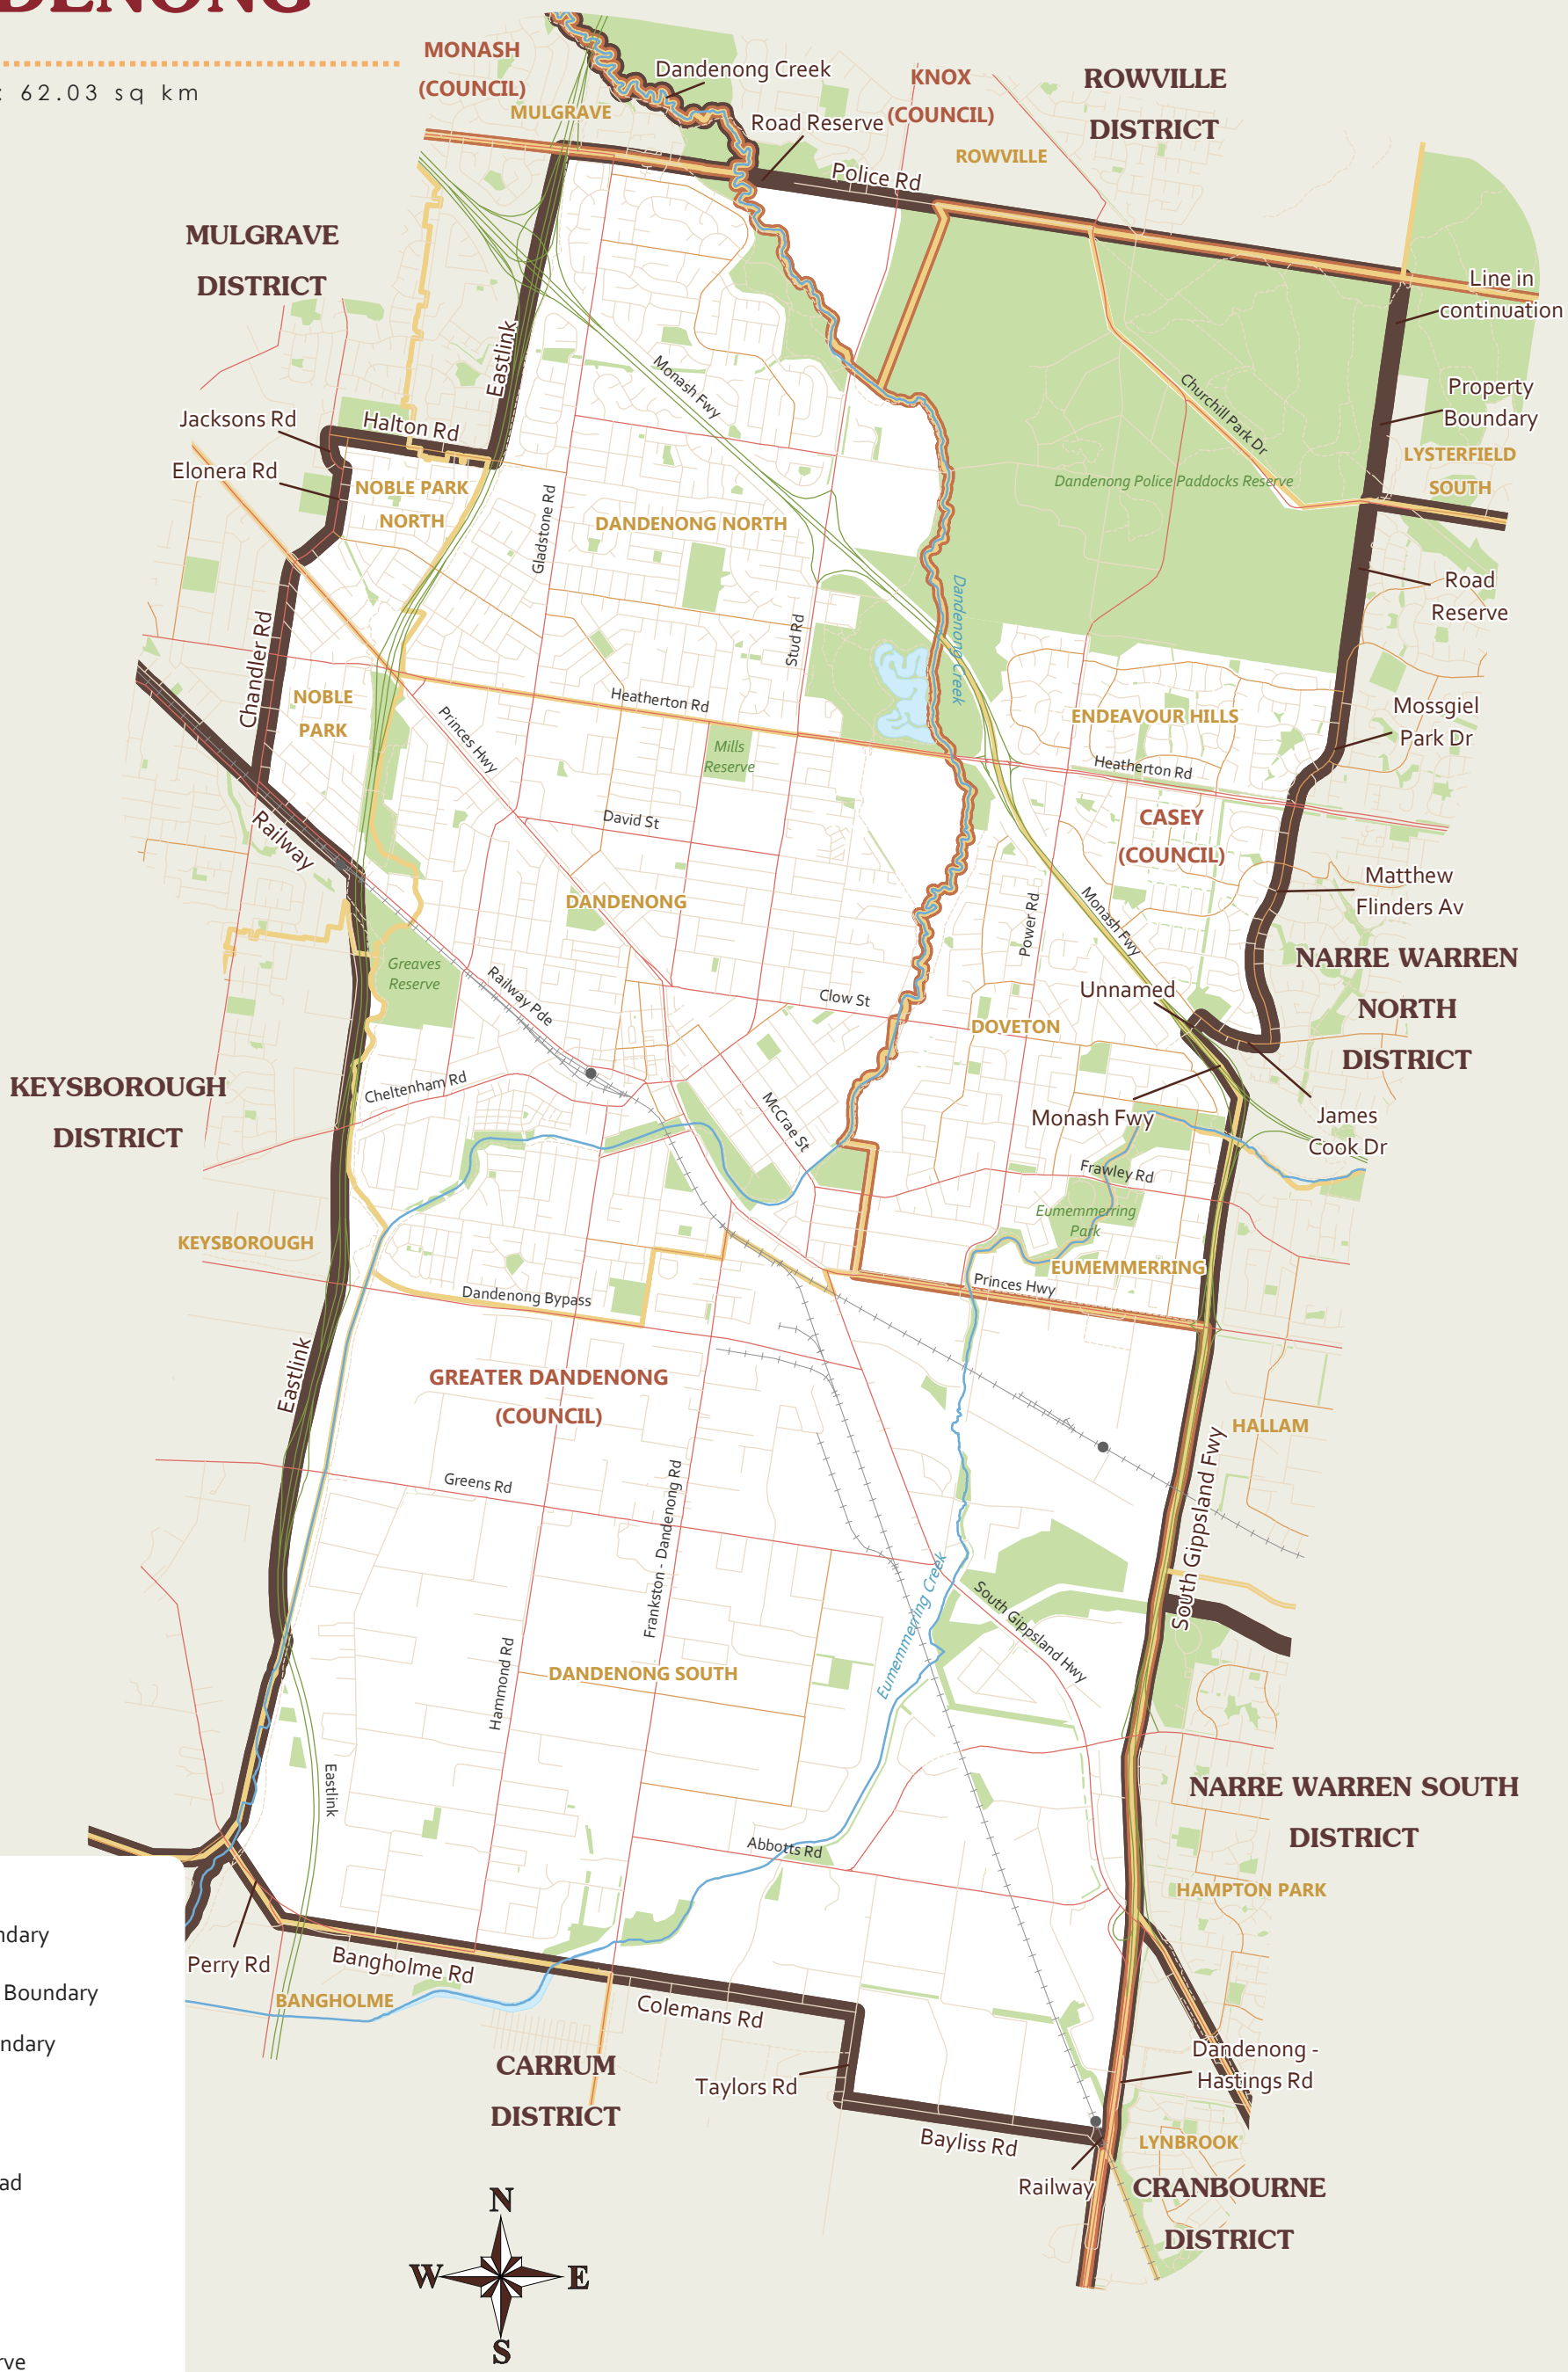 DENONG
: 62.03 sq km
MONASH
(COUNCIL)
MULGRAVE
Dandenong Creek
Road Reserve
KNOX
(COUNCIL)
ROWVILLE
ROWVILLE
DISTRICT
Police Rd
MULGRAVE
DISTRICT
Line in
continuation
Eastlink
Monash Fwy
Property
Boundary
Churchill Park Dr
Jacksons Rd
Halton Rd
Elonera Rd
LYSTERFIELD
SOUTH
NOBLE PARK
NORTH
Dandenong Police Paddocks Reserve
Gladstone Rd
DANDENONG NORTH
Road
Reserve
Dandenong Creek
Stud Rd
Chandler Rd
NOBLE
PARK
Heatherton Rd
Princes Hwy
Mills
Reserve
ENDEAVOUR HILLS
Mossgiel
Park Dr
Heatherton Rd
CASEY
(COUNCIL)
David St
Railway
Matthew
Flinders Av
DANDENONG
Power Rd
Monash Fwy
Greaves
Reserve
Railway Pde
Clow St
Unnamed
NARRE WARREN
NORTH
DISTRICT
DOVETON
KEYSBOROUGH
DISTRICT
Cheltenham Rd
McCrae St
Monash Fwy
James
Cook Dr
Frawley Rd
Eumemmerring
Park
KEYSBOROUGH
EUMEMMERRING
Princes Hwy
Dandenong Bypass
Eastlink
GREATER DANDENONG
(COUNCIL)
HALLAM
South Gippsland Fwy
Greens Rd
Frankston - Dandenong Rd
Eumemmerring Creek
South Gippsland Hwy
Hammond Rd
DANDENONG SOUTH
Eastlink
NARRE WARREN SOUTH
DISTRICT
Abbotts Rd
HAMPTON PARK
ndary
Perry Rd
Bangholme Rd
Boundary
BANGHOLME
Colemans Rd
ndary
CARRUM
DISTRICT
Taylors Rd
Dandenong -
Hastings Rd
Bayliss Rd
LYNBROOK
ad
Railway
CRANBOURNE
DISTRICT
N
W
E
S
rve